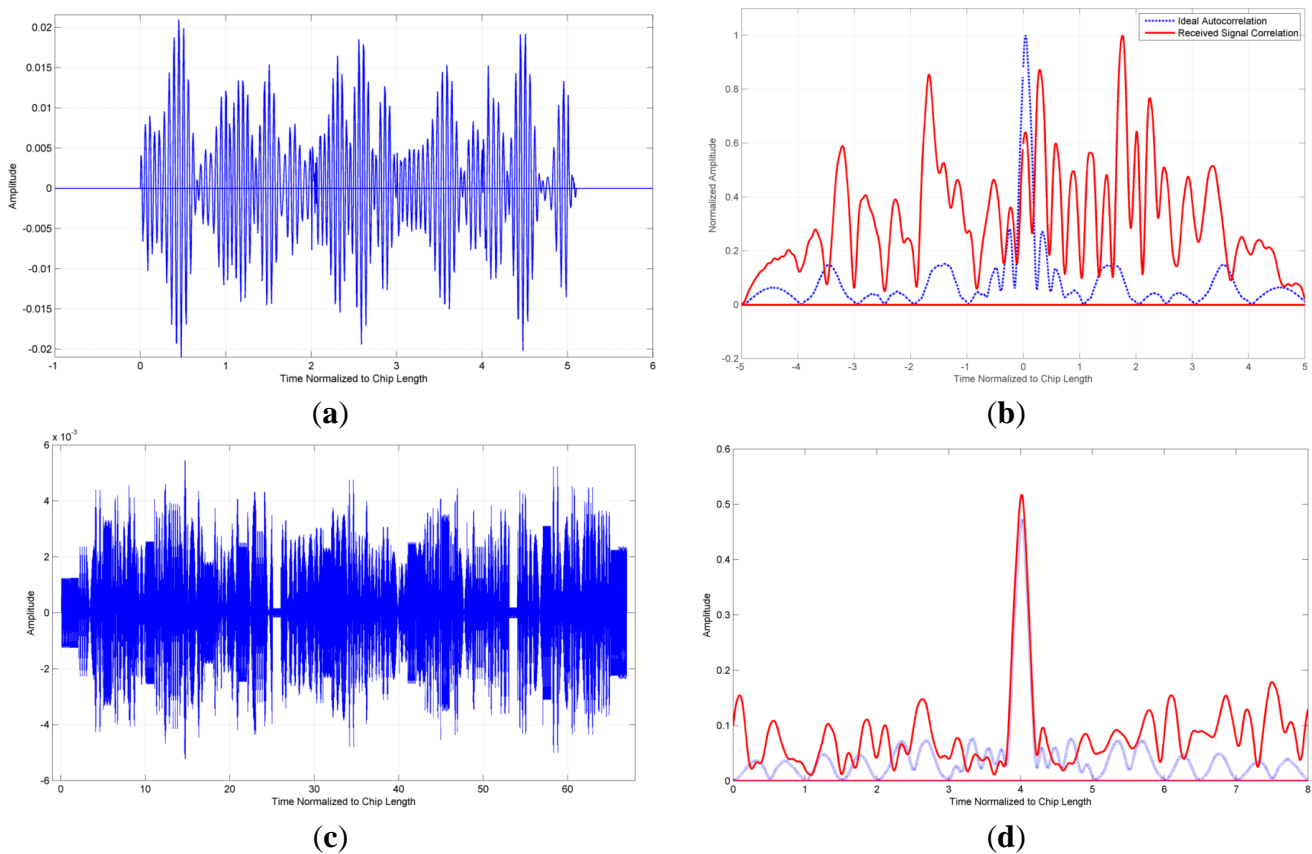 0.02
0.015
0.01
0.005
0
-0.005
-0.01
-0.015
-0.02
Amplitude
-1 0 1 2 3 4 5 6
Time Normalized to Chip Length
(a)
Ideal Autocorrelation
Received Signal Correlation
1
0.8
0.6
0.4
0.2
0
-0.2
Normalized Amplitude
-5 -4 -3 -2 -1 0 1 2 3 4 5
Time Normalized to Chip Length
(b)
x 10-3
6
4
2
0
-2
-4
-6
Amplitude
0 10 20 30 40 50 60
Time Normalized to Chip Length
(c)
0.6
0.5
0.4
0.3
0.2
0.1
0
Amplitude
0 1 2 3 4 5 6 7 8
Time Normalized to Chip Length
(d)